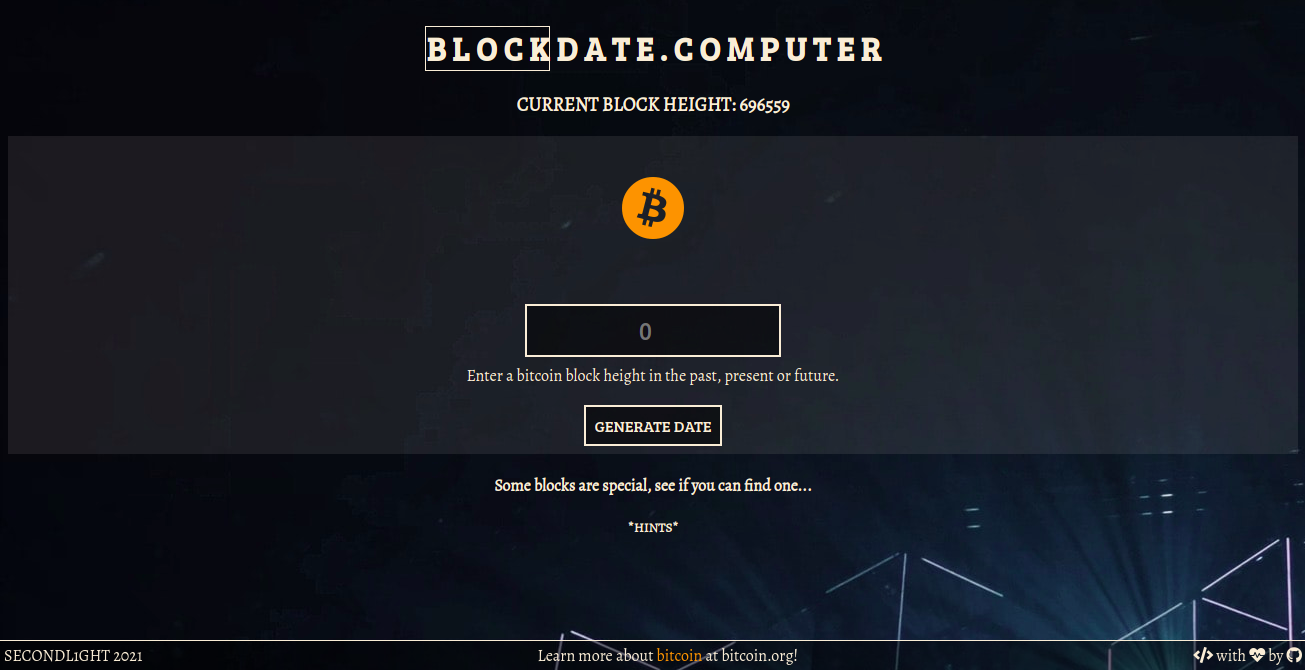 BLOCKDATE.COMPUTER
CURRENT BLOCK HEIGHT: 696559
0
Enter a bitcoin block height in the past, present or future.
GENERATE DATE
Some blocks are special, see if you can find one...
*HINTS*
SECONDL1GHT 2021 Learn more about bitcoin at bitcoin.org! </> with by